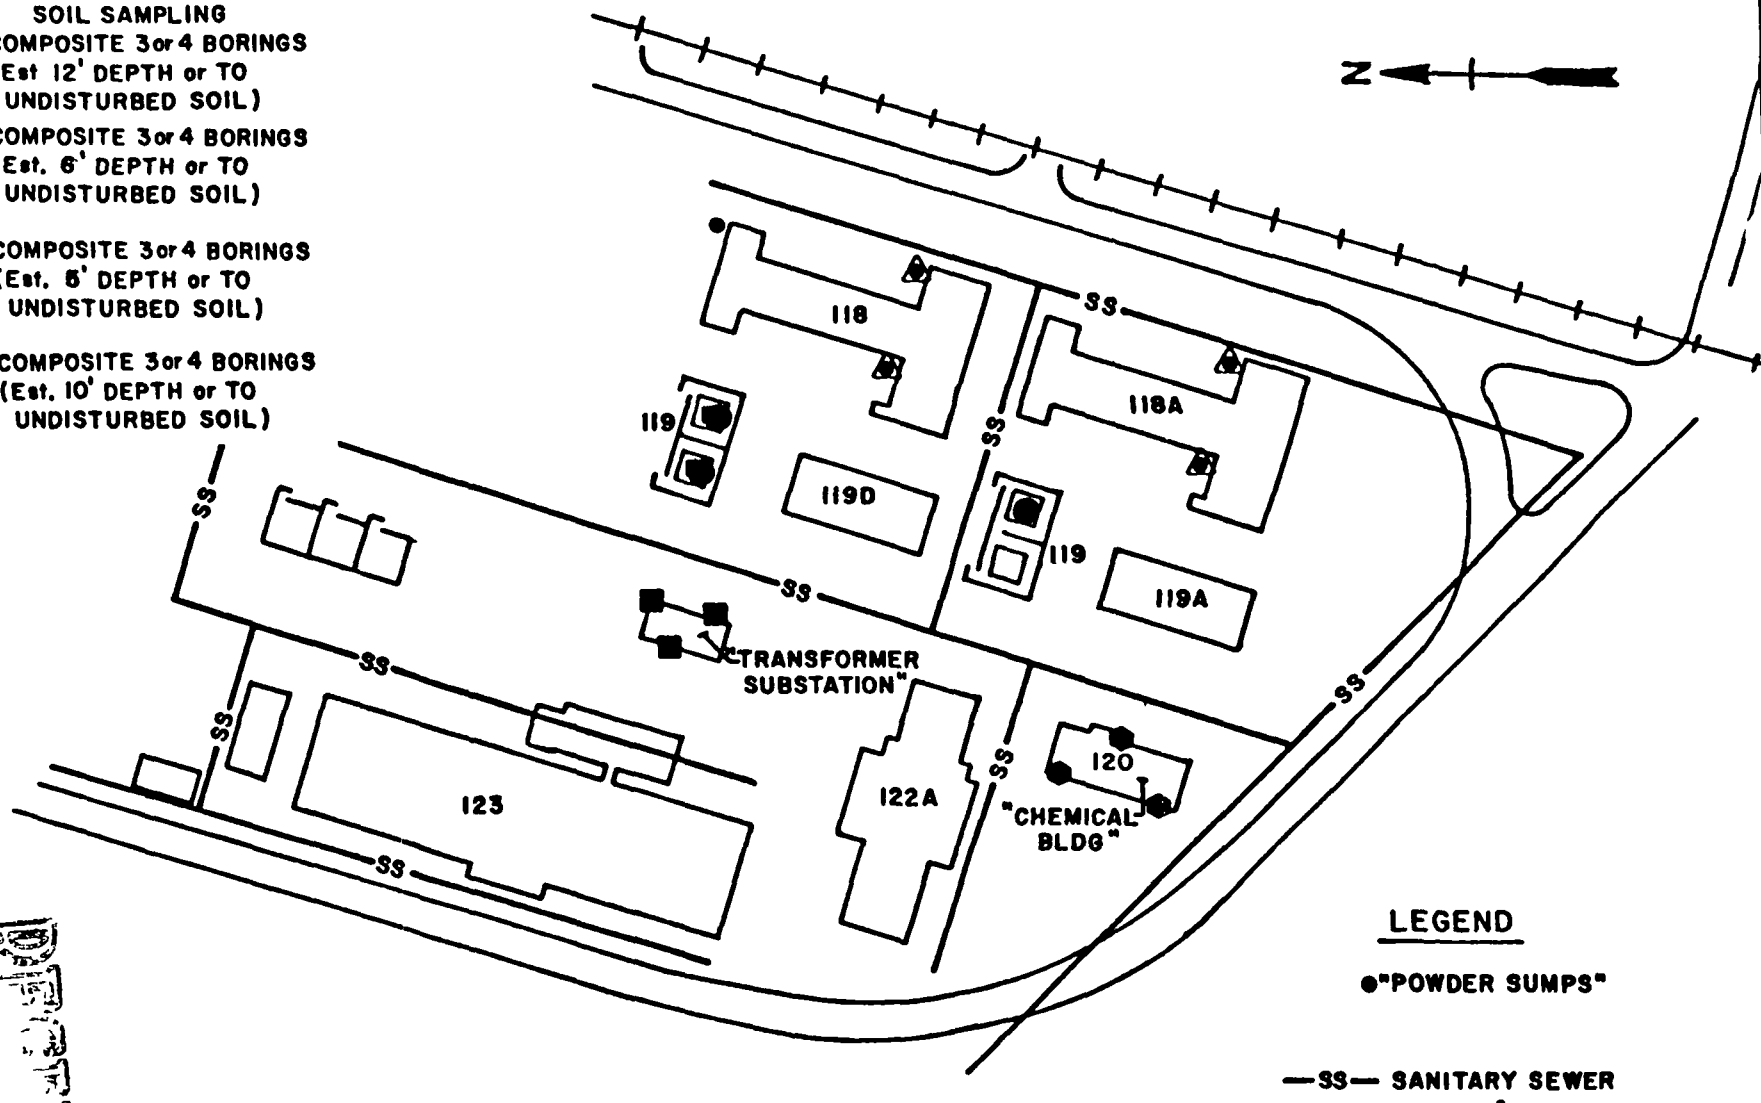 SOIL SAMPLING
COMPOSITE 3 or 4 BORINGS
Est 12' DEPTH or TO
UNDISTURBED SOIL)
COMPOSITE 3 or 4 BORINGS
Est. 6' DEPTH or TO
UNDISTURBED SOIL)
COMPOSITE 3 or 4 BORINGS
(Est. 5' DEPTH or TO
UNDISTURBED SOIL)
COMPOSITE 3 or 4 BORINGS
(Est. 10' DEPTH or TO
UNDISTURBED SOIL)
N
SS
118
118A
119
SS
119D
SS
119
119A
SS
"TRANSFORMER
SUBSTATION"
SS
SS
SS
SS
120
123
122A
"CHEMICAL
BLDG"
SS
LEGEND
"POWDER SUMPS"
—SS— SANITARY SEWER